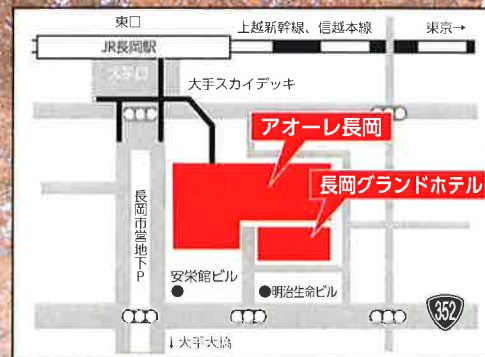 東口
上越新幹線、信越本線
東京→
JR長岡駅
大手口
大手スカイデッキ
アオーレ長岡
長岡グランドホテル
長岡市営地下P
安栄館ビル
●明治生命ビル
352
↓大手大橋